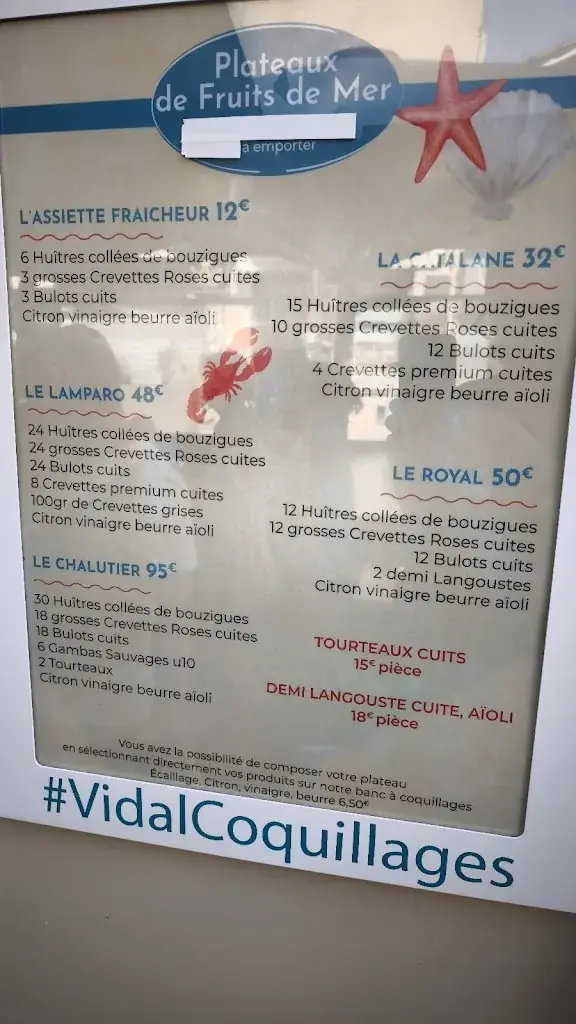 Plateaux
de Fruits de Mer
a emporter
L'ASSIETTE FRAICHEUR 12€
6 Huîtres collées de bouzigues
3 grosses Crevettes Roses cuites
3 Bulots cuits
Citron vinaigre beurre aïoli
LA CATALANE 32€
15 Huîtres collées de bouzigues
10 grosses Crevettes Roses cuites
12 Bulots cuits
4 Crevettes premium cuites
Citron vinaigre beurre aïoli
LE LAMPARO 48€
24 Huîtres collées de bouzigues
24 grosses Crevettes Roses cuites
24 Bulots cuits
8 Crevettes premium cuites
100gr de Crevettes grises
Citron vinaigre beurre aïoli
LE ROYAL 50€
12 Huîtres collées de bouzigues
12 grosses Crevettes Roses cuites
12 Bulots cuits
2 demi Langoustes
Citron vinaigre beurre aïoli
LE CHALUTIER 95€
30 Huîtres collées de bouzigues
18 grosses Crevettes Roses cuites
18 Bulots cuits
6 Gambas Sauvages u10
2 Tourteaux
Citron vinaigre beurre aïoli
TOURTEAUX CUITS
15€ pièce
DEMI LANGOUSTE CUITE, AÏOLI
18€ pièce
Vous avez la possibilité de composer votre plateau
en sélectionnant directement vos produits sur notre banc à coquillages
Écaillage, Citron, vinaigre, beurre 6,50€
#VidalCoquillages